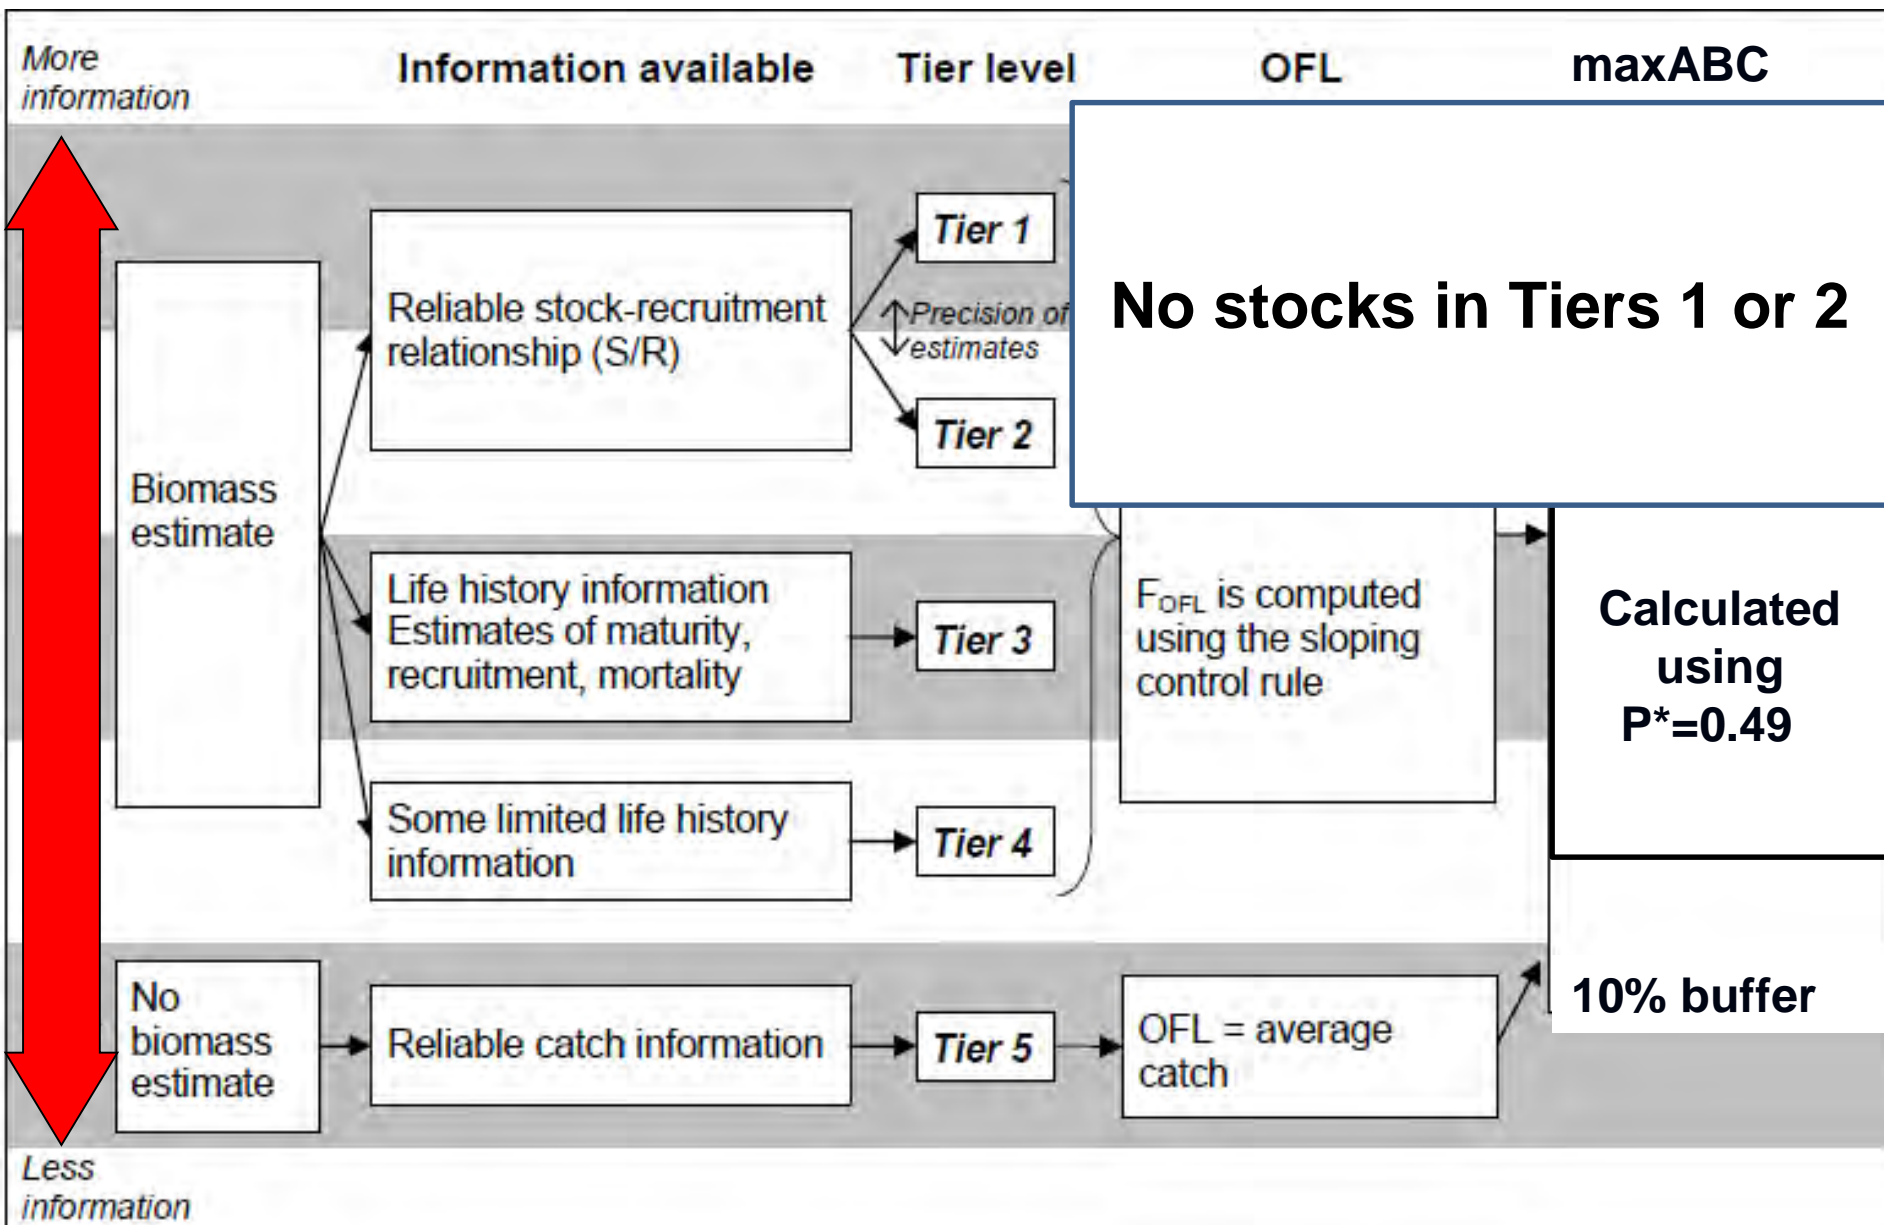 More
information
Information available
Tier level
OFL
maxABC
Biomass
estimate
Reliable stock-recruitment
relationship (S/R)
Tier 1
Precision of
estimates
Tier 2
No stocks in Tiers 1 or 2
Life history information
Estimates of maturity,
recruitment, mortality
Tier 3
Some limited life history
information
Tier 4
FOFL is computed
using the sloping
control rule
Calculated
using
P*=0.49
No
biomass
estimate
Reliable catch information
Tier 5
OFL = average
catch
10% buffer
Less
information